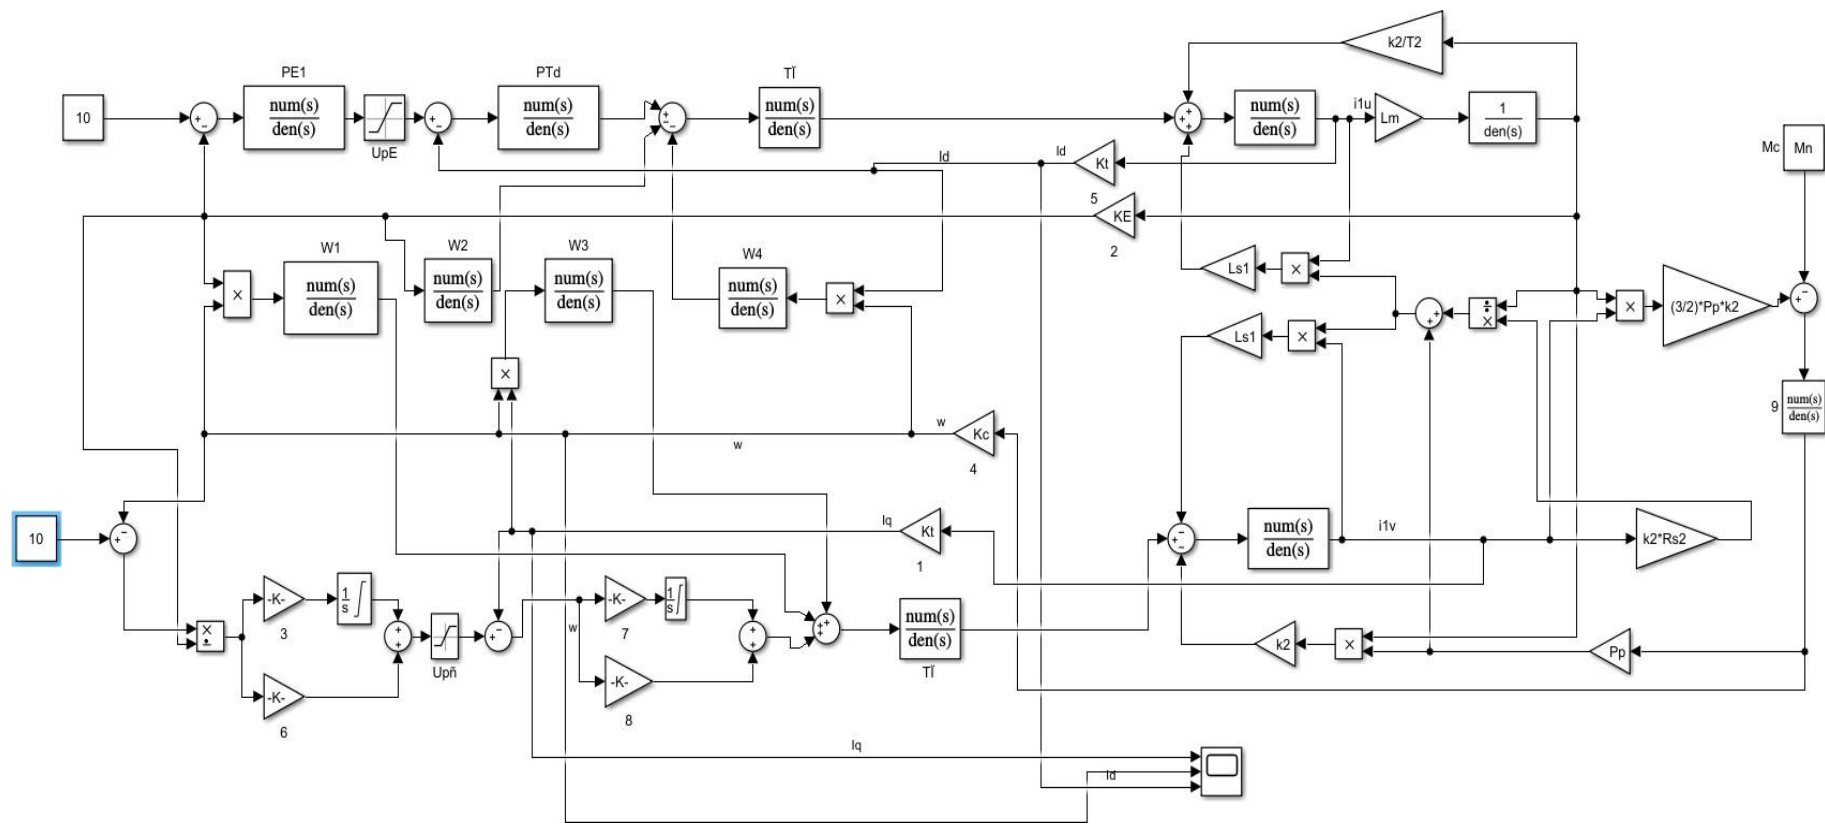 k2/T2
PE1
PTd
TÏ
10
num(s)
den(s)
UpE
num(s)
den(s)
num(s)
den(s)
num(s)
den(s)
i1u
Lm
1
den(s)
Mc
Mn
Id
Id
Kt
5
KE
2
W1
W2
W3
W4
num(s)
den(s)
num(s)
den(s)
num(s)
den(s)
num(s)
den(s)
Ls1
(3/2)*Pp*k2
Ls1
9
num(s)
den(s)
w
w
Kc
4
10
Iq
Kt
1
num(s)
den(s)
i1v
k2*Rs2
-K-
3
1
s
Upñ
w
-K-
7
1
s
num(s)
den(s)
TÏ
k2
Pp
-K-
6
-K-
8
Iq
Id